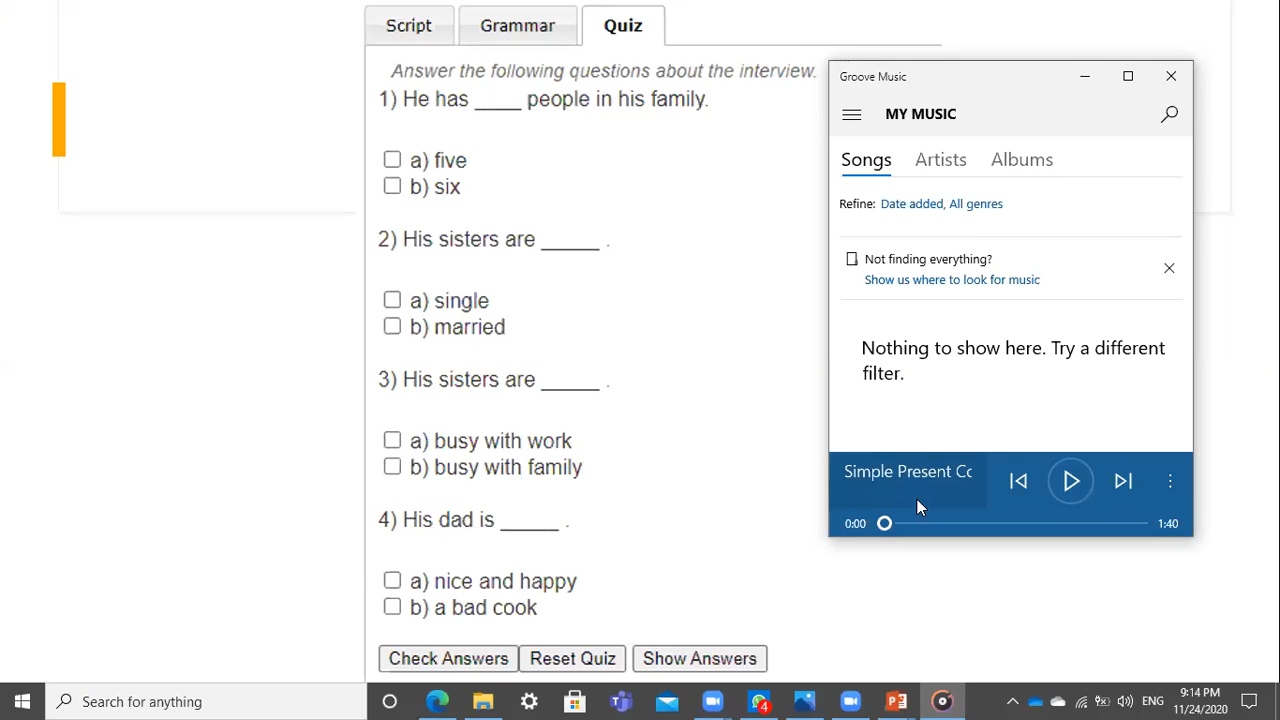 Script
Grammar
Quiz
Answer the following questions about the interview.
1) He has ____ people in his family.
a) five
b) six
2) His sisters are _____ .
a) single
b) married
3) His sisters are _____ .
a) busy with work
b) busy with family
4) His dad is _____ .
a) nice and happy
b) a bad cook
Check Answers
Reset Quiz
Show Answers
Groove Music
MY MUSIC
Songs
Artists
Albums
Refine: Date added, All genres
Not finding everything?
Show us where to look for music
Nothing to show here. Try a different
filter.
Simple Present Co
0:00
1:40
Search for anything
4
ENG
9:14 PM
11/24/2020